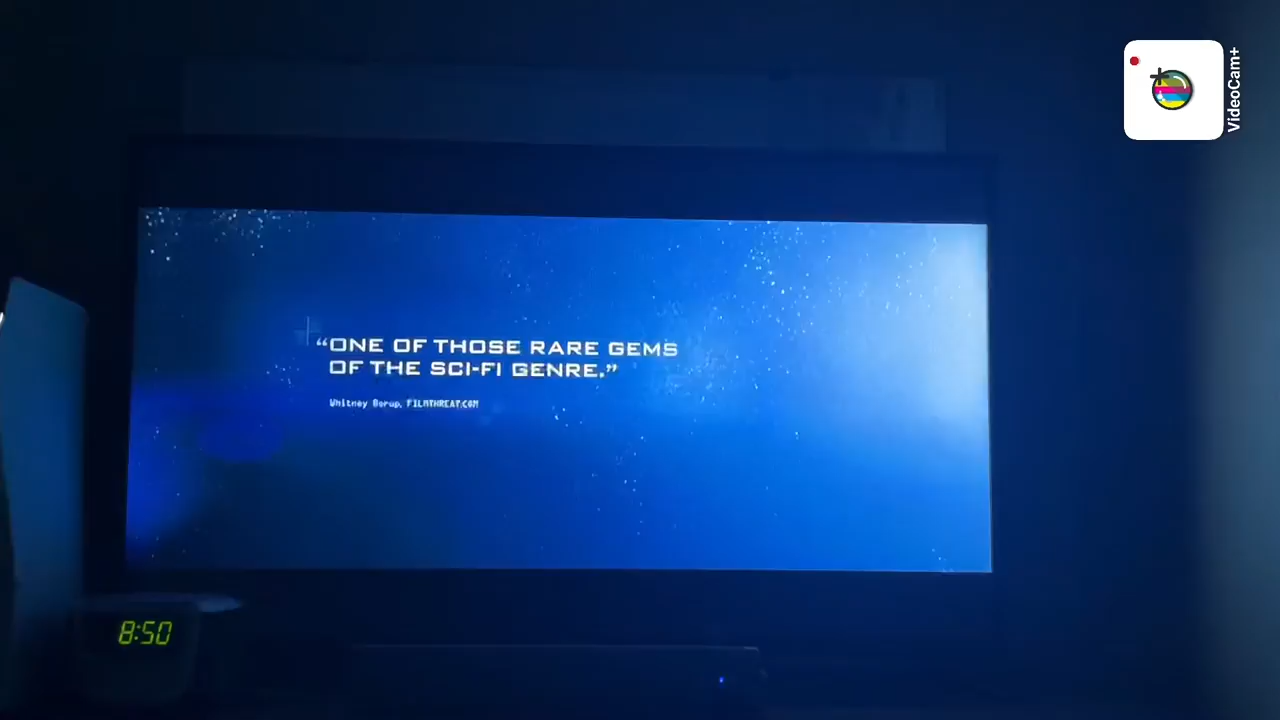 VideoCam+
“ONE OF THOSE RARE GEMS
OF THE SCI-FI GENRE.”
Whitney Borup, FILMTHREAT.COM
8:50